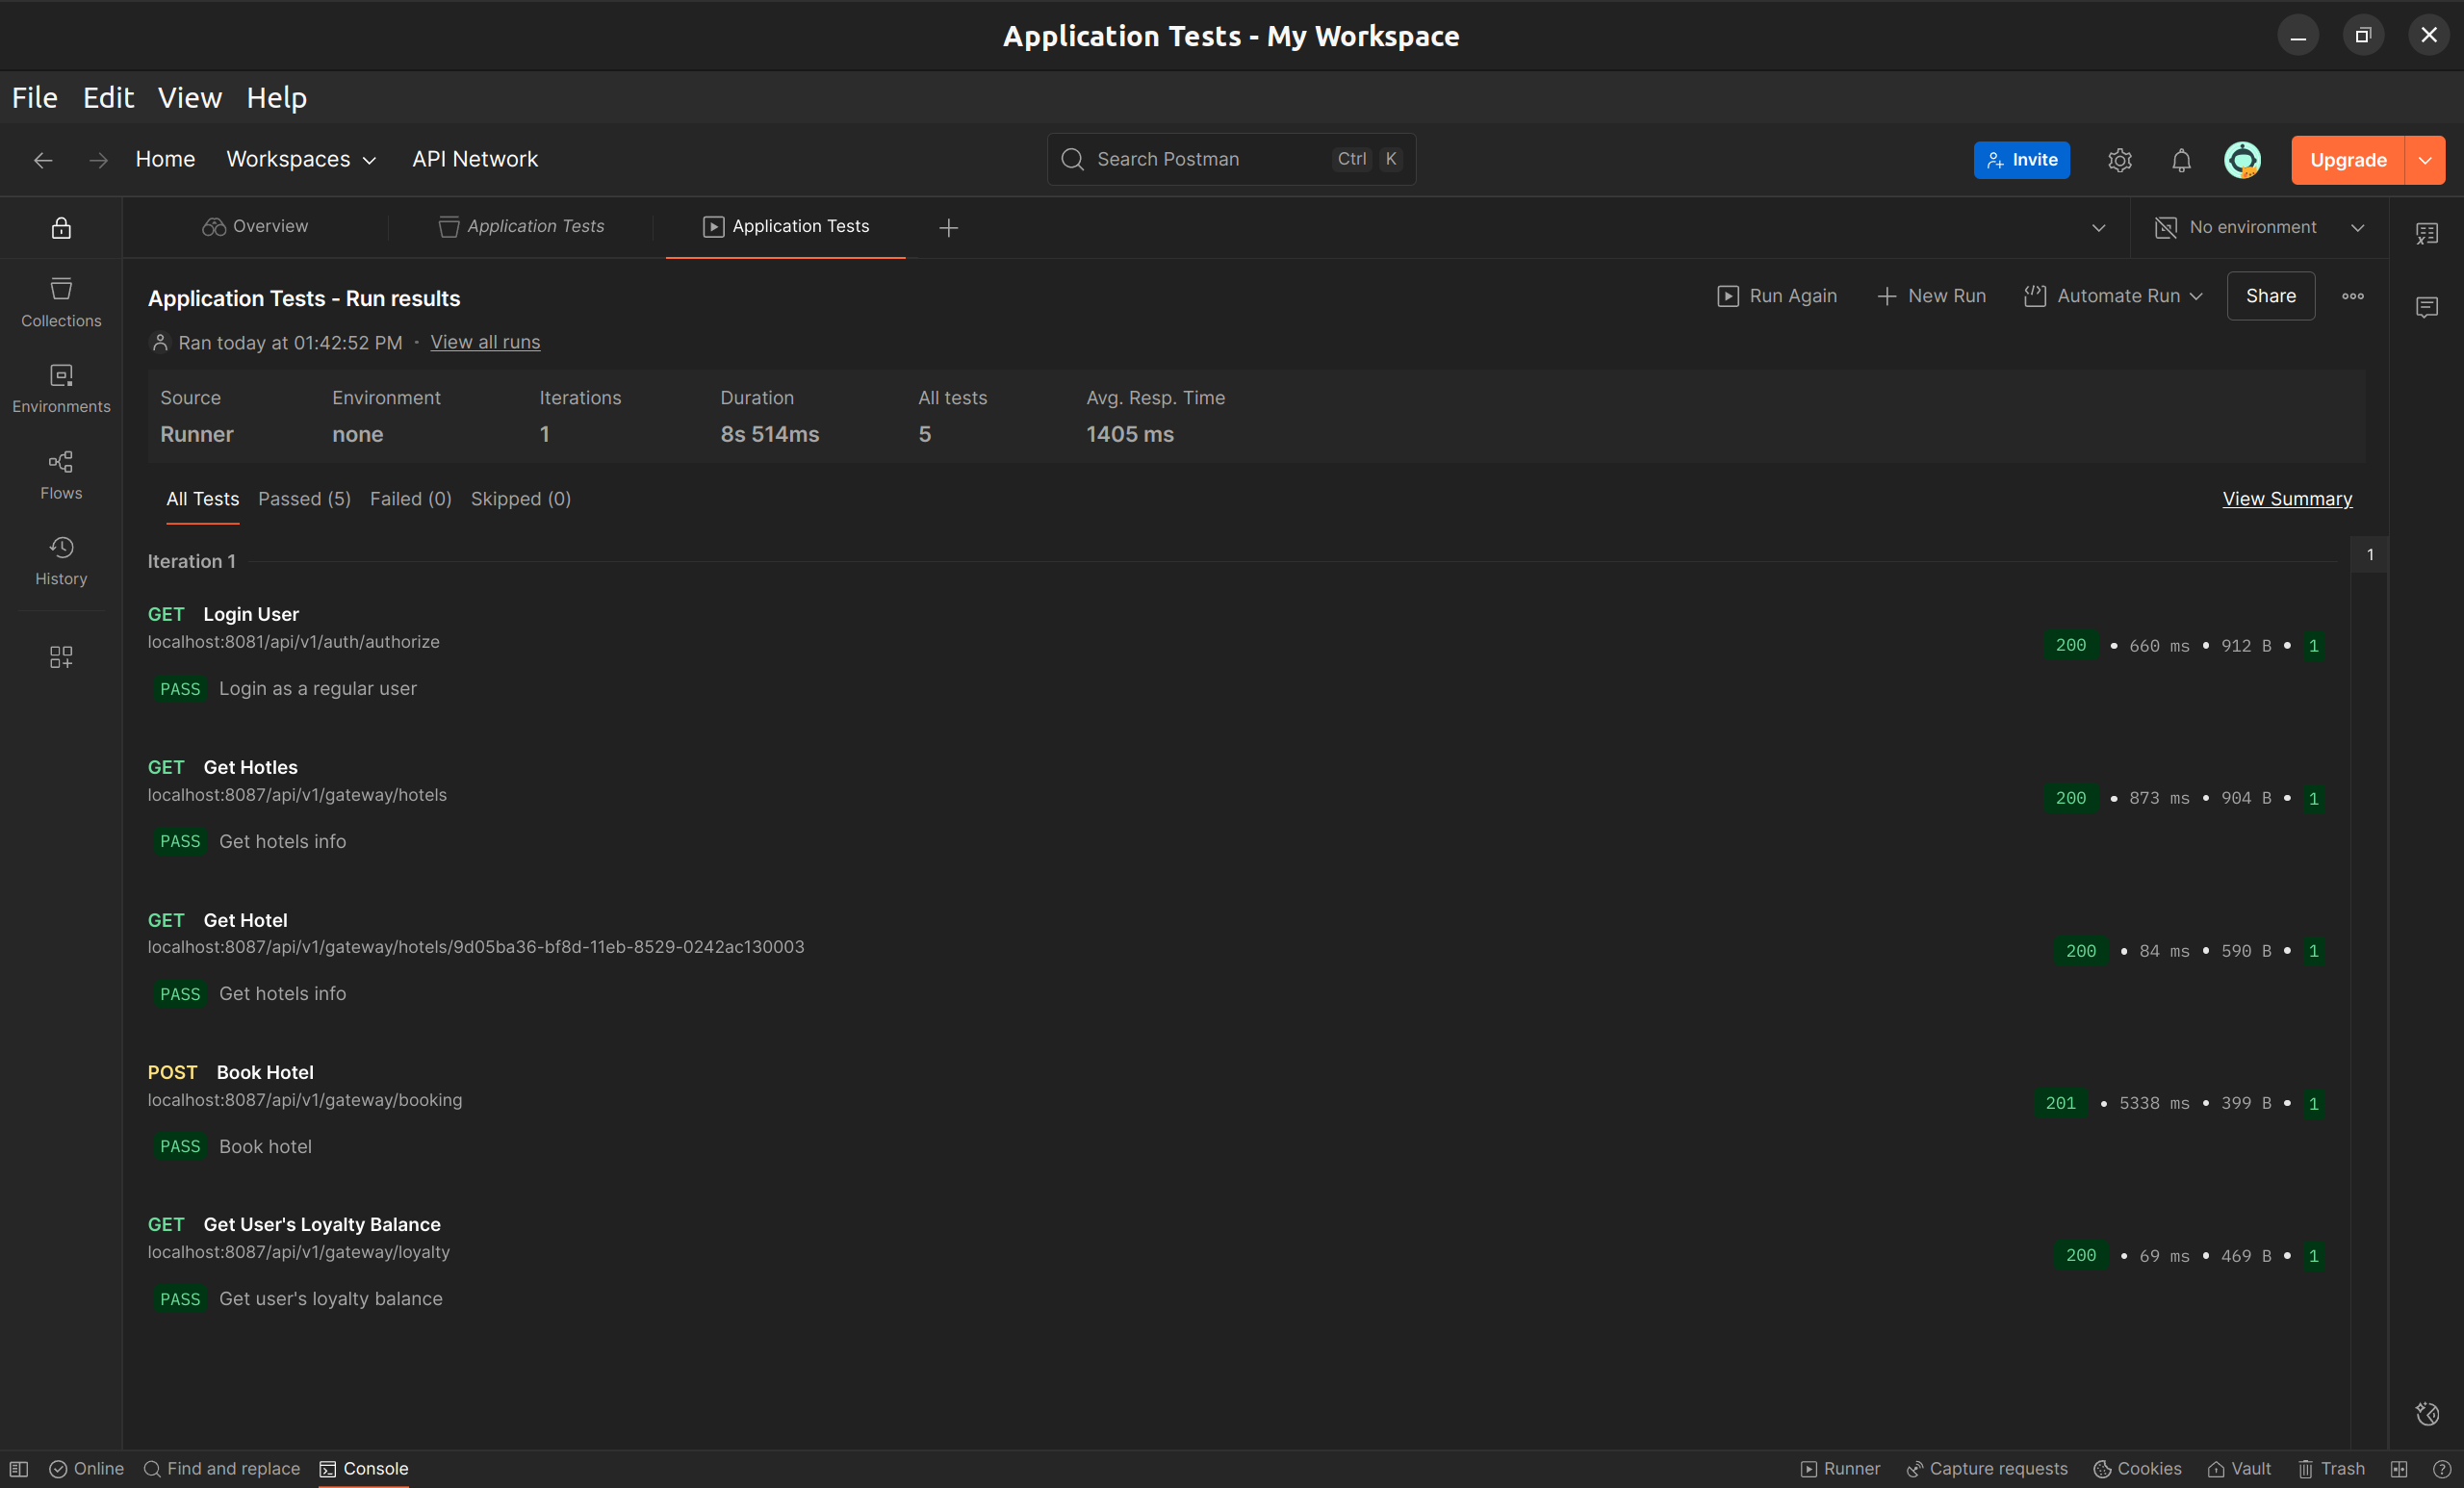 Application Tests - My Workspace
File Edit View Help
Home Workspaces API Network Search Postman Ctrl K Invite Upgrade
Overview Application Tests Application Tests No environment
Collections
Environments
Flows
History
Application Tests - Run results Run Again New Run Automate Run Share
Ran today at 01:42:52 PM · View all runs
Source Environment Iterations Duration All tests Avg. Resp. Time
Runner none 1 8s 514ms 5 1405 ms
All Tests Passed (5) Failed (0) Skipped (0) View Summary
Iteration 1 1
GET Login User
localhost:8081/api/v1/auth/authorize 200 • 660 ms • 912 B • 1
PASS Login as a regular user
GET Get Hotles
localhost:8087/api/v1/gateway/hotels 200 • 873 ms • 904 B • 1
PASS Get hotels info
GET Get Hotel
localhost:8087/api/v1/gateway/hotels/9d05ba36-bf8d-11eb-8529-0242ac130003 200 • 84 ms • 590 B • 1
PASS Get hotels info
POST Book Hotel
localhost:8087/api/v1/gateway/booking 201 • 5338 ms • 399 B • 1
PASS Book hotel
GET Get User's Loyalty Balance
localhost:8087/api/v1/gateway/loyalty 200 • 69 ms • 469 B • 1
PASS Get user's loyalty balance
Online Find and replace Console Runner Capture requests Cookies Vault Trash